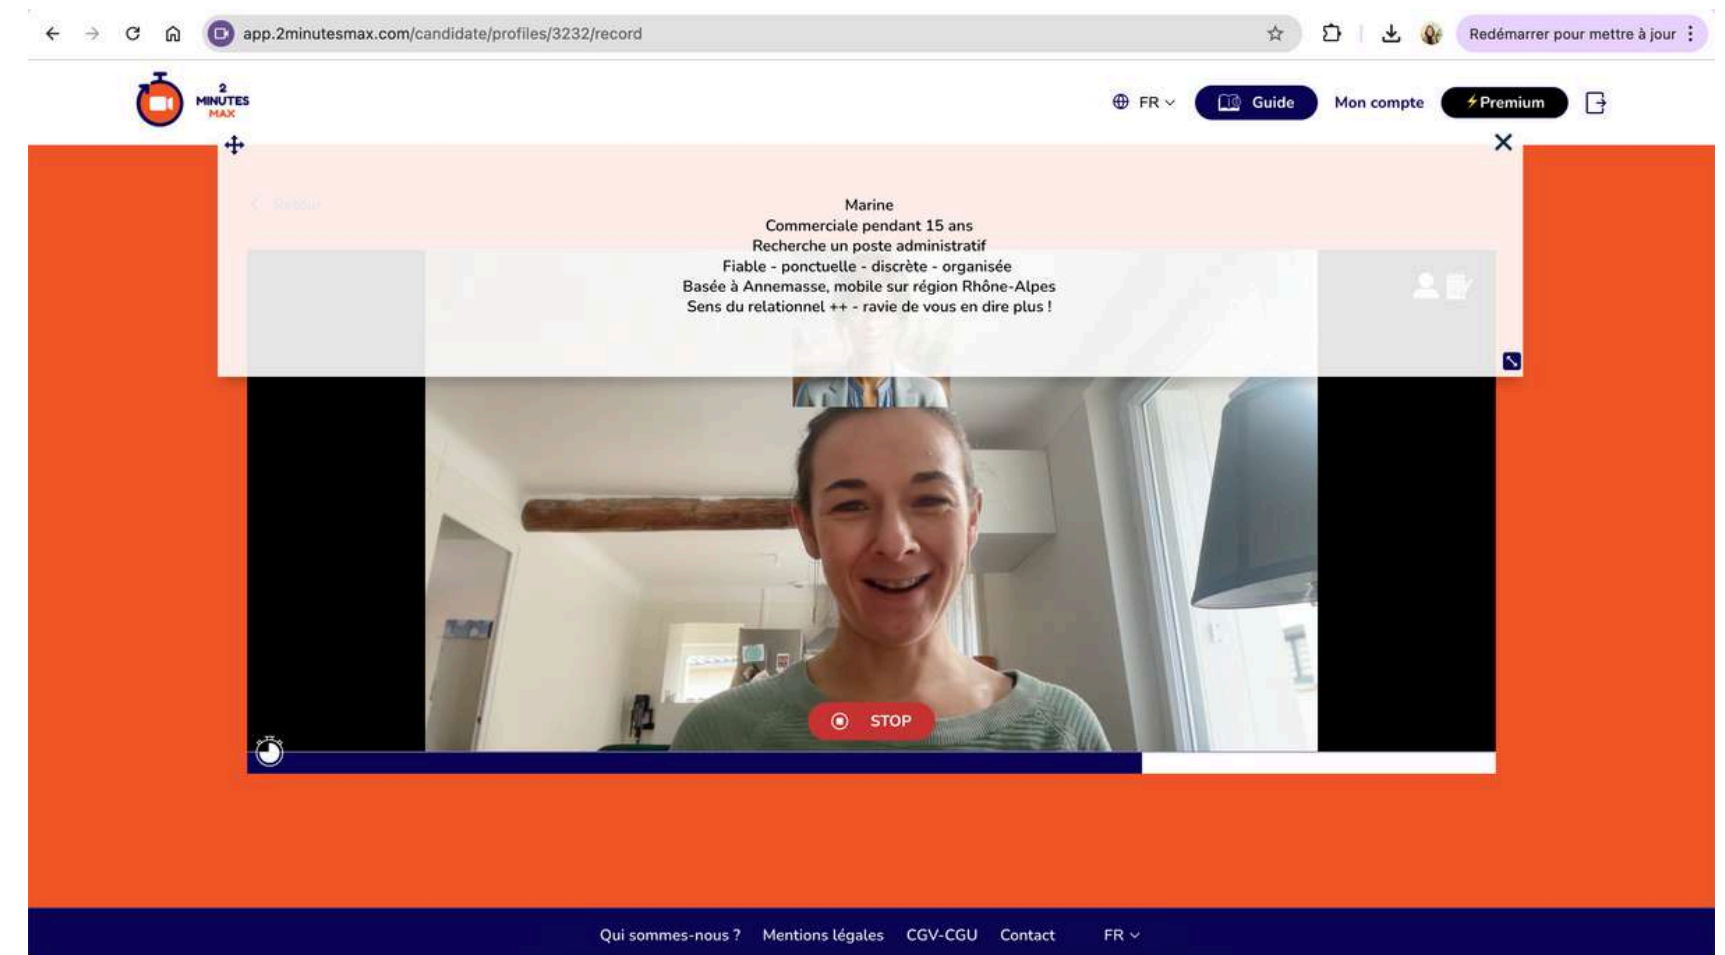 app.2minutesmax.com/candidate/profiles/3232/record
Redémarrer pour mettre à jour
2
MINUTES
MAX
FR
Guide
Mon compte
Premium
Retour
Marine
Commerciale pendant 15 ans
Recherche un poste administratif
Fiable - ponctuelle - discrète - organisée
Basée à Annemasse, mobile sur région Rhône-Alpes
Sens du relationnel ++ - ravie de vous en dire plus !
STOP
Qui sommes-nous ? Mentions légales CGV-CGU Contact FR